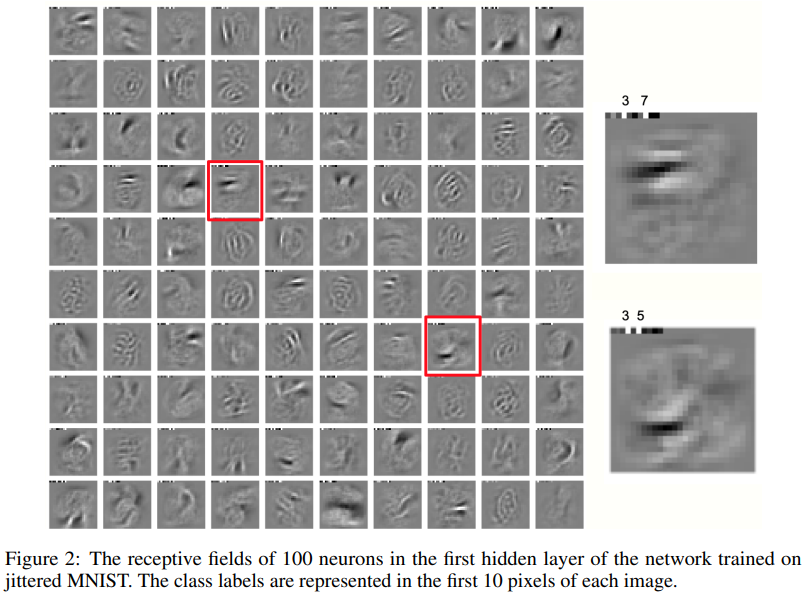 3 7
3 5
Figure 2: The receptive fields of 100 neurons in the first hidden layer of the network trained on
jittered MNIST. The class labels are represented in the first 10 pixels of each image.